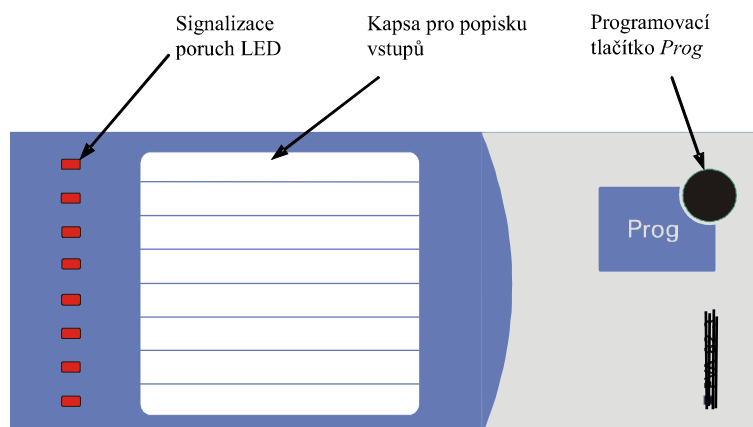 Signalizace
poruch LED
Kapsa pro popisku
vstupů
Programovací
tlačítko Prog
Prog